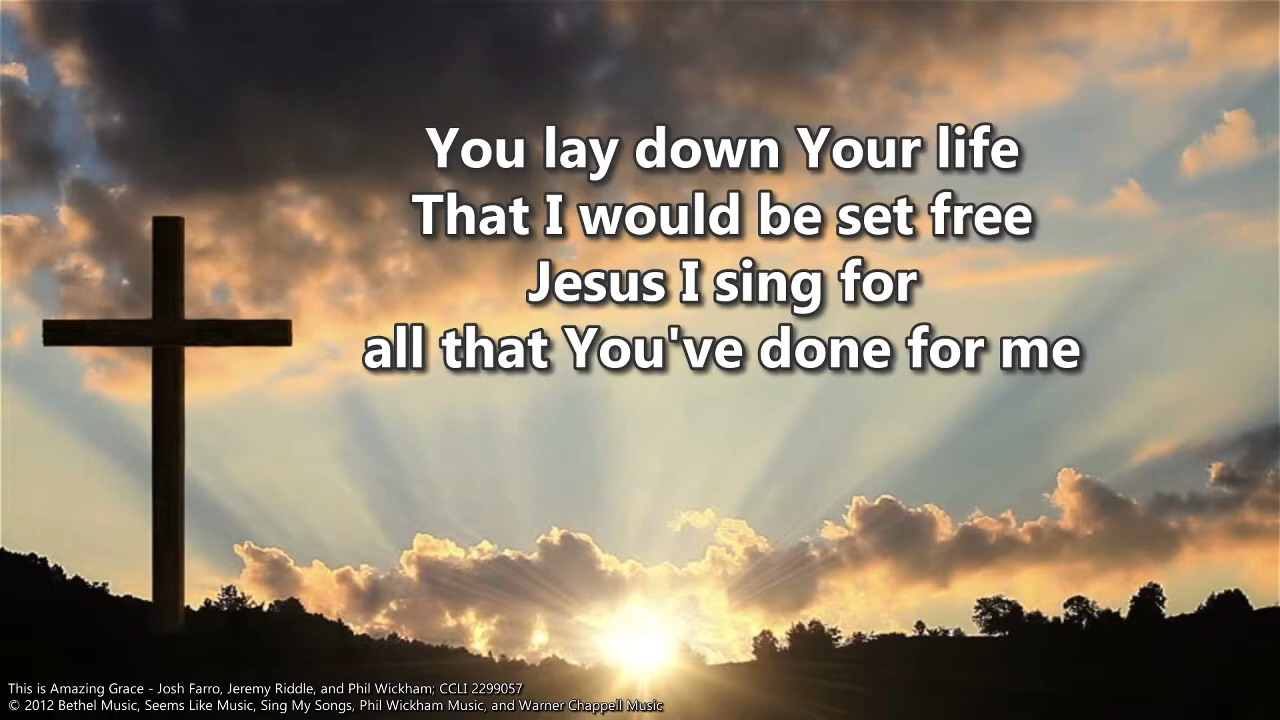 You lay down Your life
That I would be set free
Jesus I sing for
all that You've done for me
This is Amazing Grace - Josh Farro, Jeremy Riddle, and Phil Wickham; CCLI 2299057
© 2012 Bethel Music, Seems Like Music, Sing My Songs, Phil Wickham Music, and Warner Chappell Music